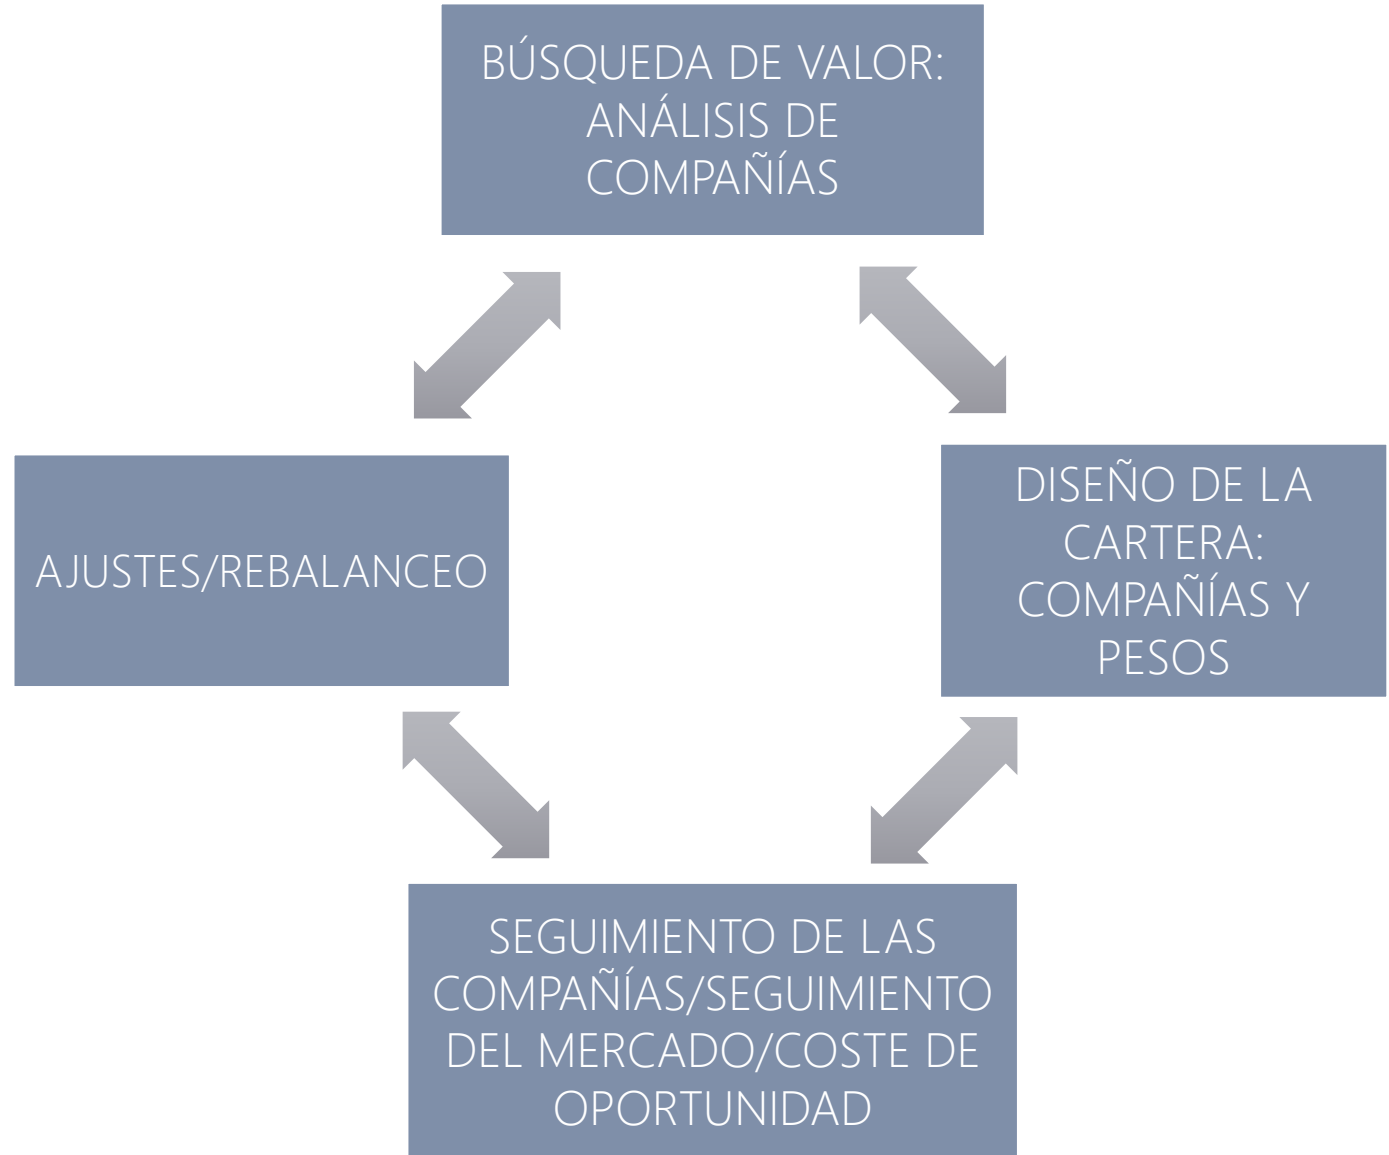 BÚSQUEDA DE VALOR:
ANÁLISIS DE
COMPAÑÍAS
AJUSTES/REBALANCEO
DISEÑO DE LA
CARTERA:
COMPAÑÍAS Y
PESOS
SEGUIMIENTO DE LAS
COMPAÑÍAS/SEGUIMIENTO
DEL MERCADO/COSTE DE
OPORTUNIDAD